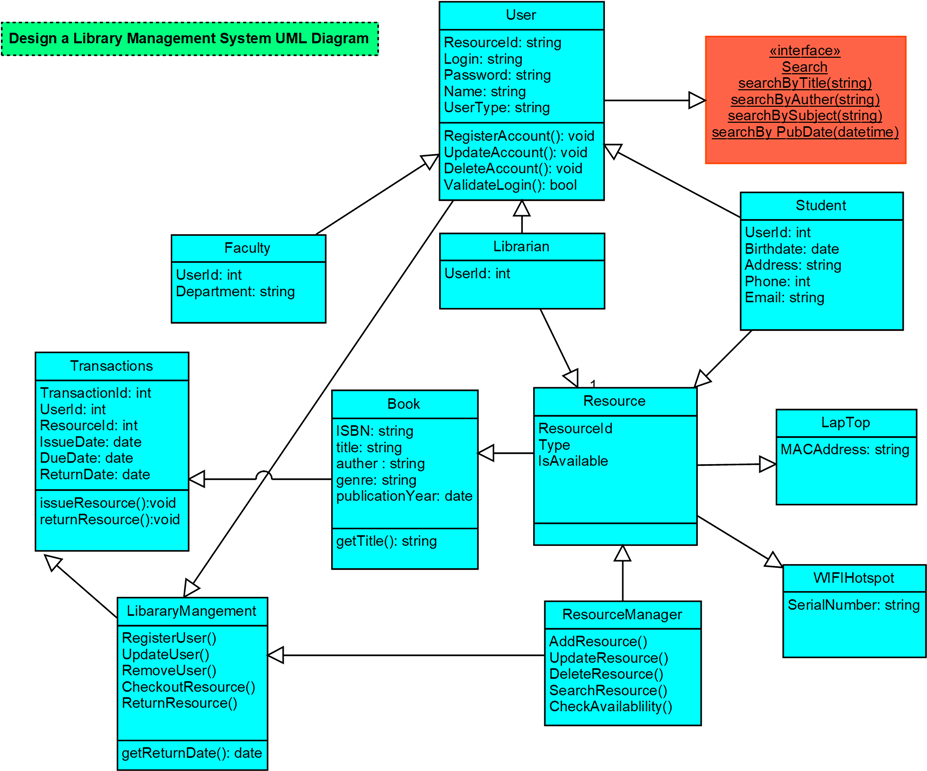 Design a Library Management System UML Diagram
User
ResourceId: string
Login: string
Password: string
Name: string
UserType: string
RegisterAccount(): void
UpdateAccount(): void
DeleteAccount(): void
ValidateLogin(): bool
«interface»
Search
searchByTitle(string)
searchByAuther(string)
searchBySubject(string)
searchBy PubDate(datetime)
Faculty
UserId: int
Department: string
Librarian
UserId: int
Student
UserId: int
Birthdate: date
Address: string
Phone: int
Email: string
Transactions
TransactionId: int
UserId: int
ResourceId: int
IssueDate: date
DueDate: date
ReturnDate: date
issueResource():void
returnResource():void
Book
ISBN: string
title: string
auther : string
genre: string
publicationYear: date
getTitle(): string
1
Resource
ResourceId
Type
IsAvailable
LapTop
MACAddress: string
WIFIHotspot
SerialNumber: string
LibararyMangement
RegisterUser()
UpdateUser()
RemoveUser()
CheckoutResource()
ReturnResource()
getReturnDate(): date
ResourceManager
AddResource()
UpdateResource()
DeleteResource()
SearchResource()
CheckAvailablility()